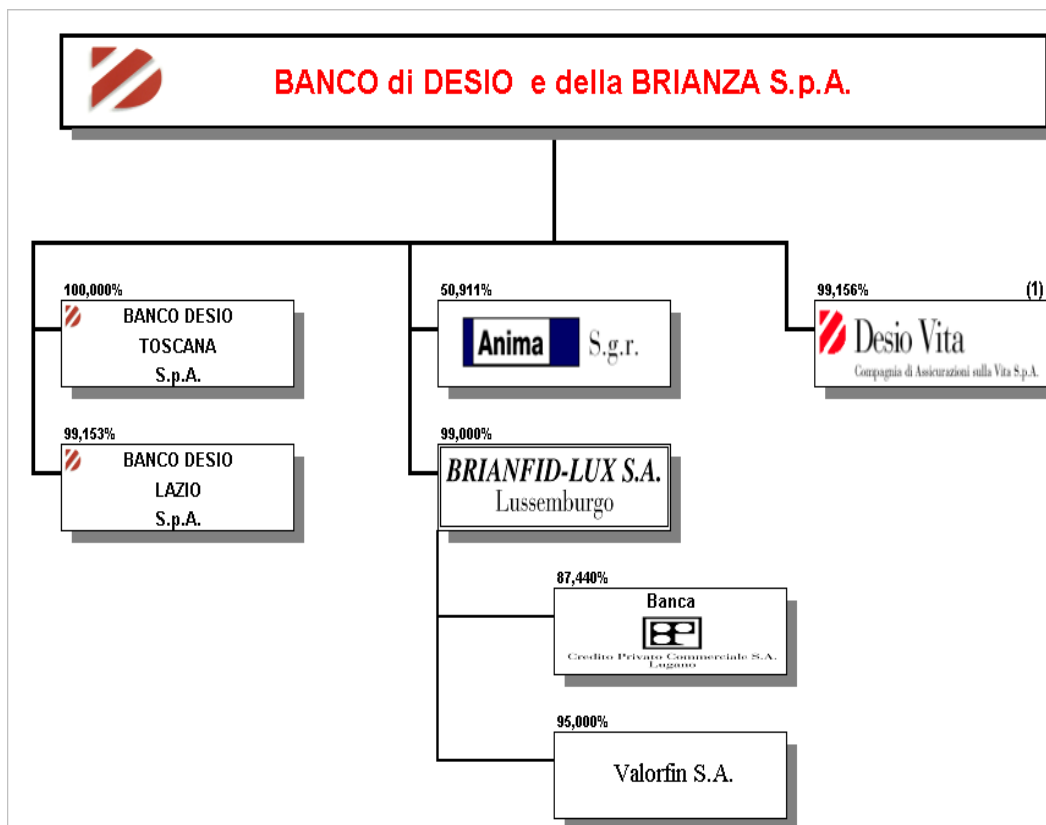 BANCO di DESIO e della BRIANZA S.p.A.
100,000%
BANCO DESIO
TOSCANA
S.p.A.
99,153%
BANCO DESIO
LAZIO
S.p.A.
50,911%
Anima S.g.r.
99,000%
BRIANFID-LUX S.A.
Lussemburgo
87,440%
Banca
BP
Credito Privato Commerciale S.A.
Lugano
95,000%
Valorfin S.A.
99,156% (1)
Desio Vita
Compagnia di Assicurazioni sulla Vita S.p.A.